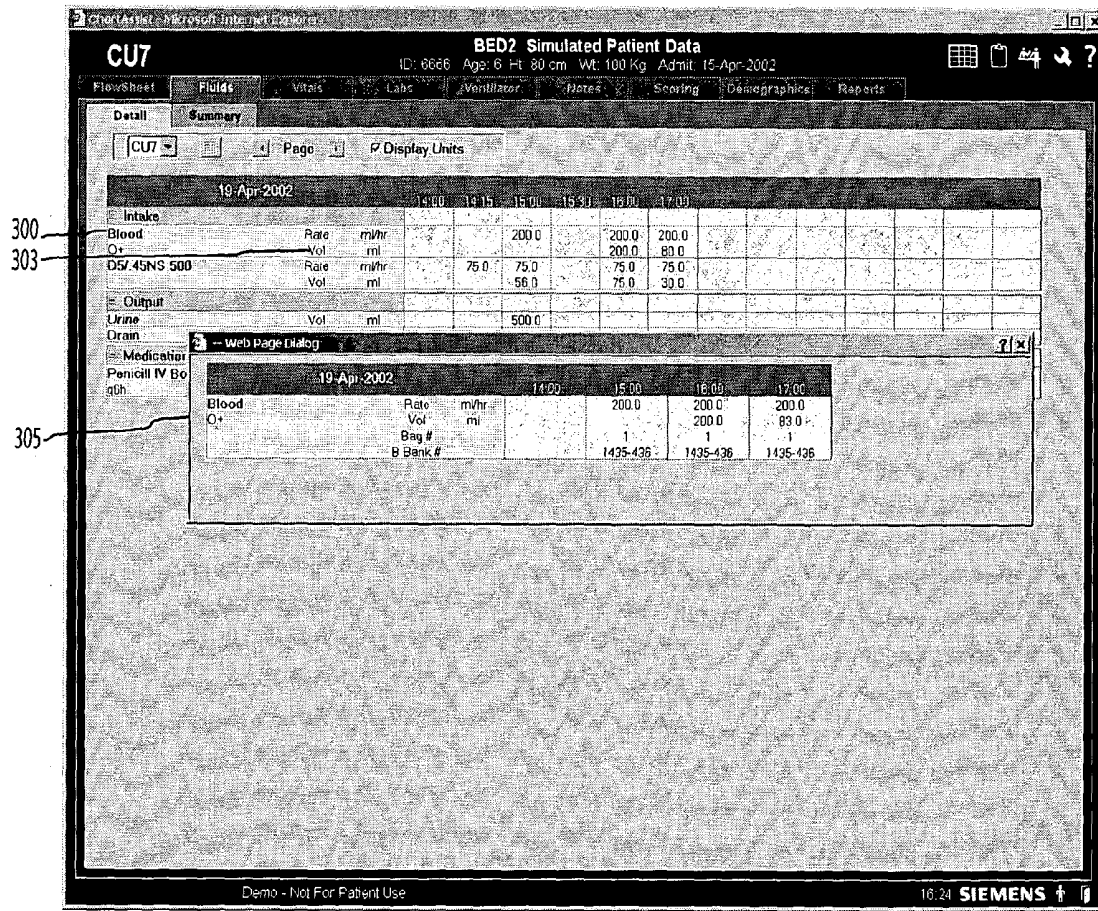 ChartAssist - Microsoft Internet Explorer
CU7
BED2 Simulated Patient Data
ID: 6666 Age: 6 Ht: 80 cm Wt: 100 Kg Admit: 15-Apr-2002
?
FlowSheet Fluids Vitals Labs Ventilator Notes Scoring Demographics Reports
Detail Summary
CU7 Page Display Units
19-Apr-2002 14:00 14:15 15:00 15:30 16:00 17:00
Intake
300 Blood Rate ml/hr 200.0 200.0 200.0
303 O+ Vol ml 200.0 80.0
D5/.45NS 500 Rate ml/hr 75.0 75.0 75.0 75.0
Vol ml 56.0 75.0 30.0
Output
Urine Vol ml 500.0
Drain
-- Web Page Dialog ? x
Medication
Penicill IV Bo
q6h
19-Apr-2002 14:00 15:00 16:00 17:00
Blood Rate ml/hr 200.0 200.0 200.0
305 O+ Vol ml 200.0 83.0
Bag # 1 1 1
B Bank # 1435-436 1435-436 1435-436
Demo - Not For Patient Use 16:24 SIEMENS